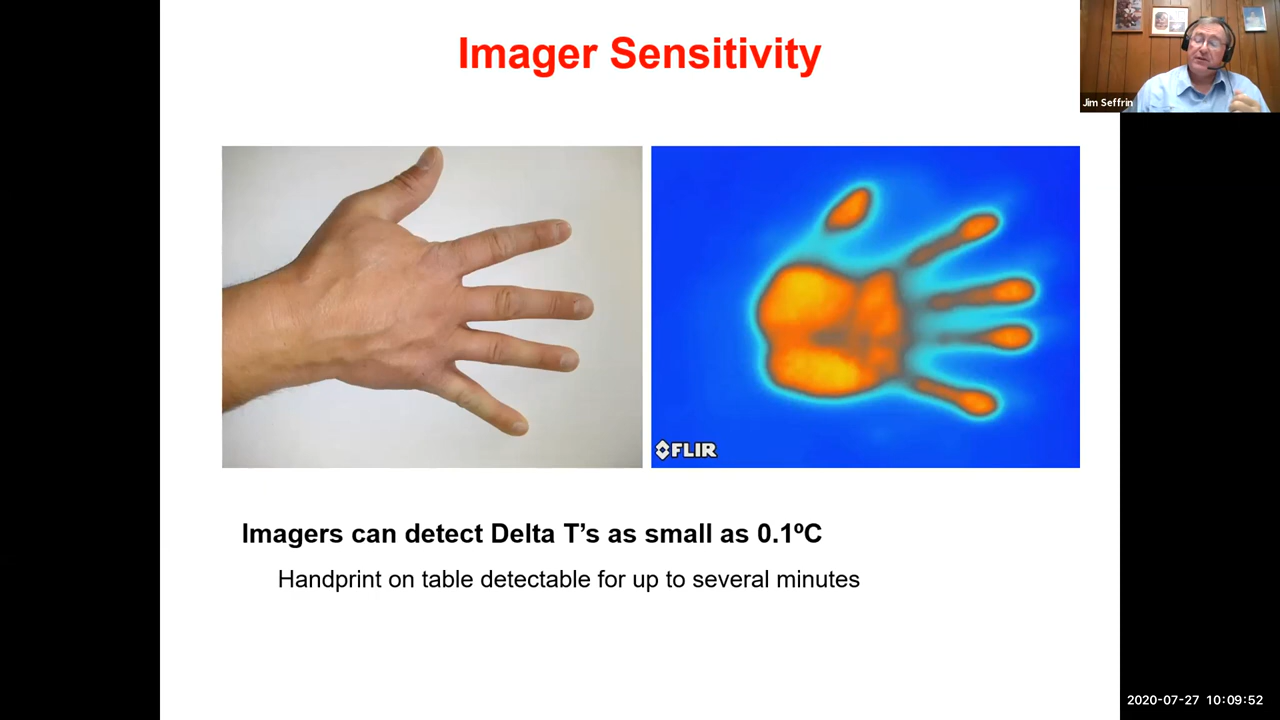 Imager Sensitivity
Jim Seffrin
FLIR
Imagers can detect Delta T’s as small as 0.1ºC
Handprint on table detectable for up to several minutes
2020-07-27 10:09:52